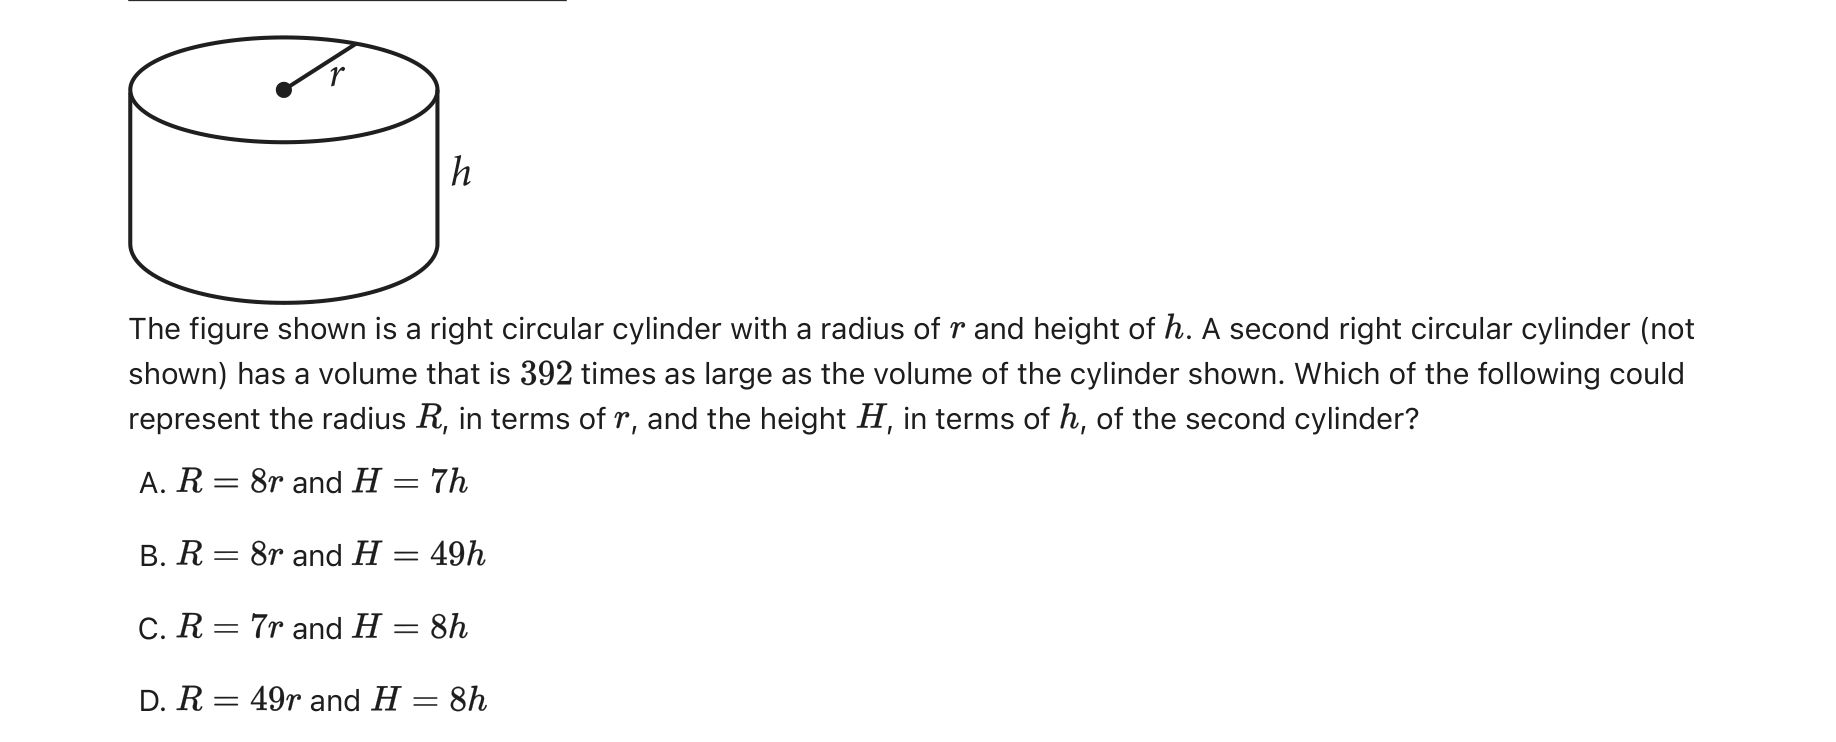 r
h
The figure shown is a right circular cylinder with a radius of r and height of h. A second right circular cylinder (not
shown) has a volume that is 392 times as large as the volume of the cylinder shown. Which of the following could
represent the radius R, in terms of r, and the height H, in terms of h, of the second cylinder?
A. R = 8r and H = 7h
B. R = 8r and H = 49h
C. R = 7r and H = 8h
D. R = 49r and H = 8h